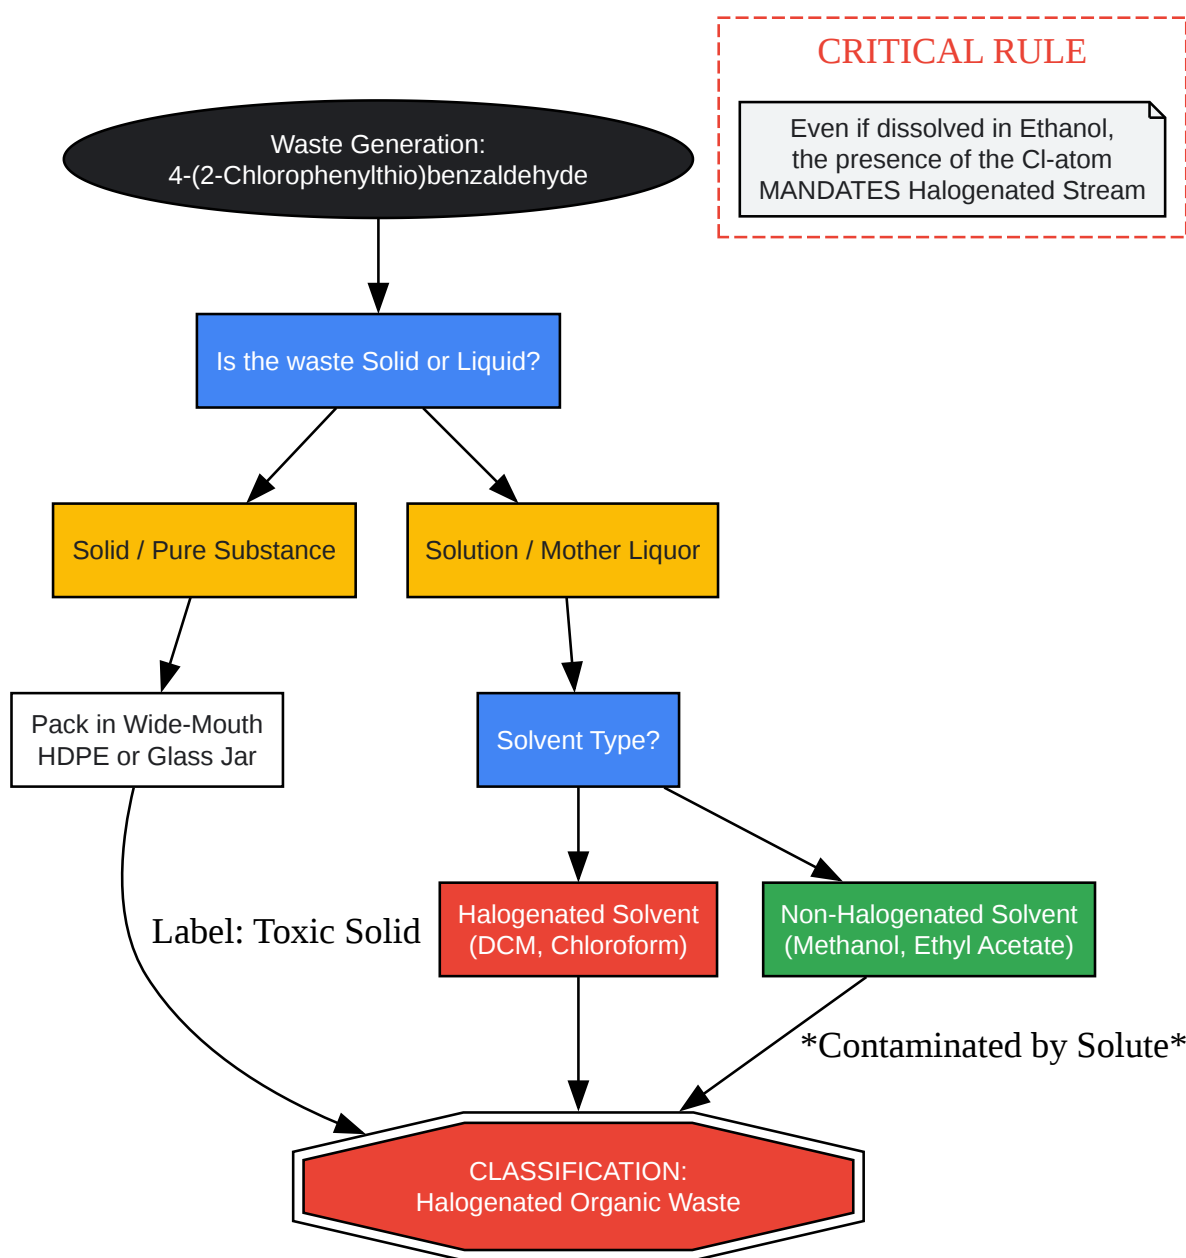 CRITICAL RULE
Even if dissolved in Ethanol,
the presence of the Cl-atom
MANDATES Halogenated Stream
Waste Generation:
4-(2-Chlorophenylthio)benzaldehyde
Is the waste Solid or Liquid?
Solid / Pure Substance
Solution / Mother Liquor
Pack in Wide-Mouth
HDPE or Glass Jar
Solvent Type?
Label: Toxic Solid
Halogenated Solvent
(DCM, Chloroform)
Non-Halogenated Solvent
(Methanol, Ethyl Acetate)
*Contaminated by Solute*
CLASSIFICATION:
Halogenated Organic Waste